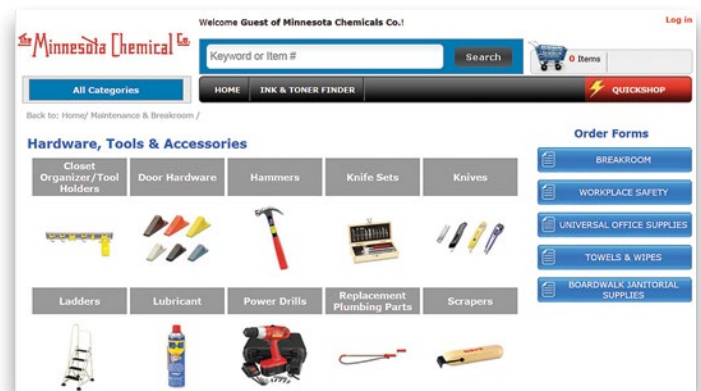 Welcome Guest of Minnesota Chemicals Co.!
Log in
The Minnesota Chemical Co.
Keyword or Item #
Search
0 Items
All Categories
HOME
INK & TONER FINDER
QUICKSHOP
Back to: Home/ Maintenance & Breakroom /
Hardware, Tools & Accessories
Order Forms
Closet
Organizer/Tool
Holders
Door Hardware
Hammers
Knife Sets
Knives
BREAKROOM
WORKPLACE SAFETY
UNIVERSAL OFFICE SUPPLIES
TOWELS & WIPES
BOARDWALK JANITORIAL
SUPPLIES
Ladders
Lubricant
Power Drills
Replacement
Plumbing Parts
Scrapers
WD-40